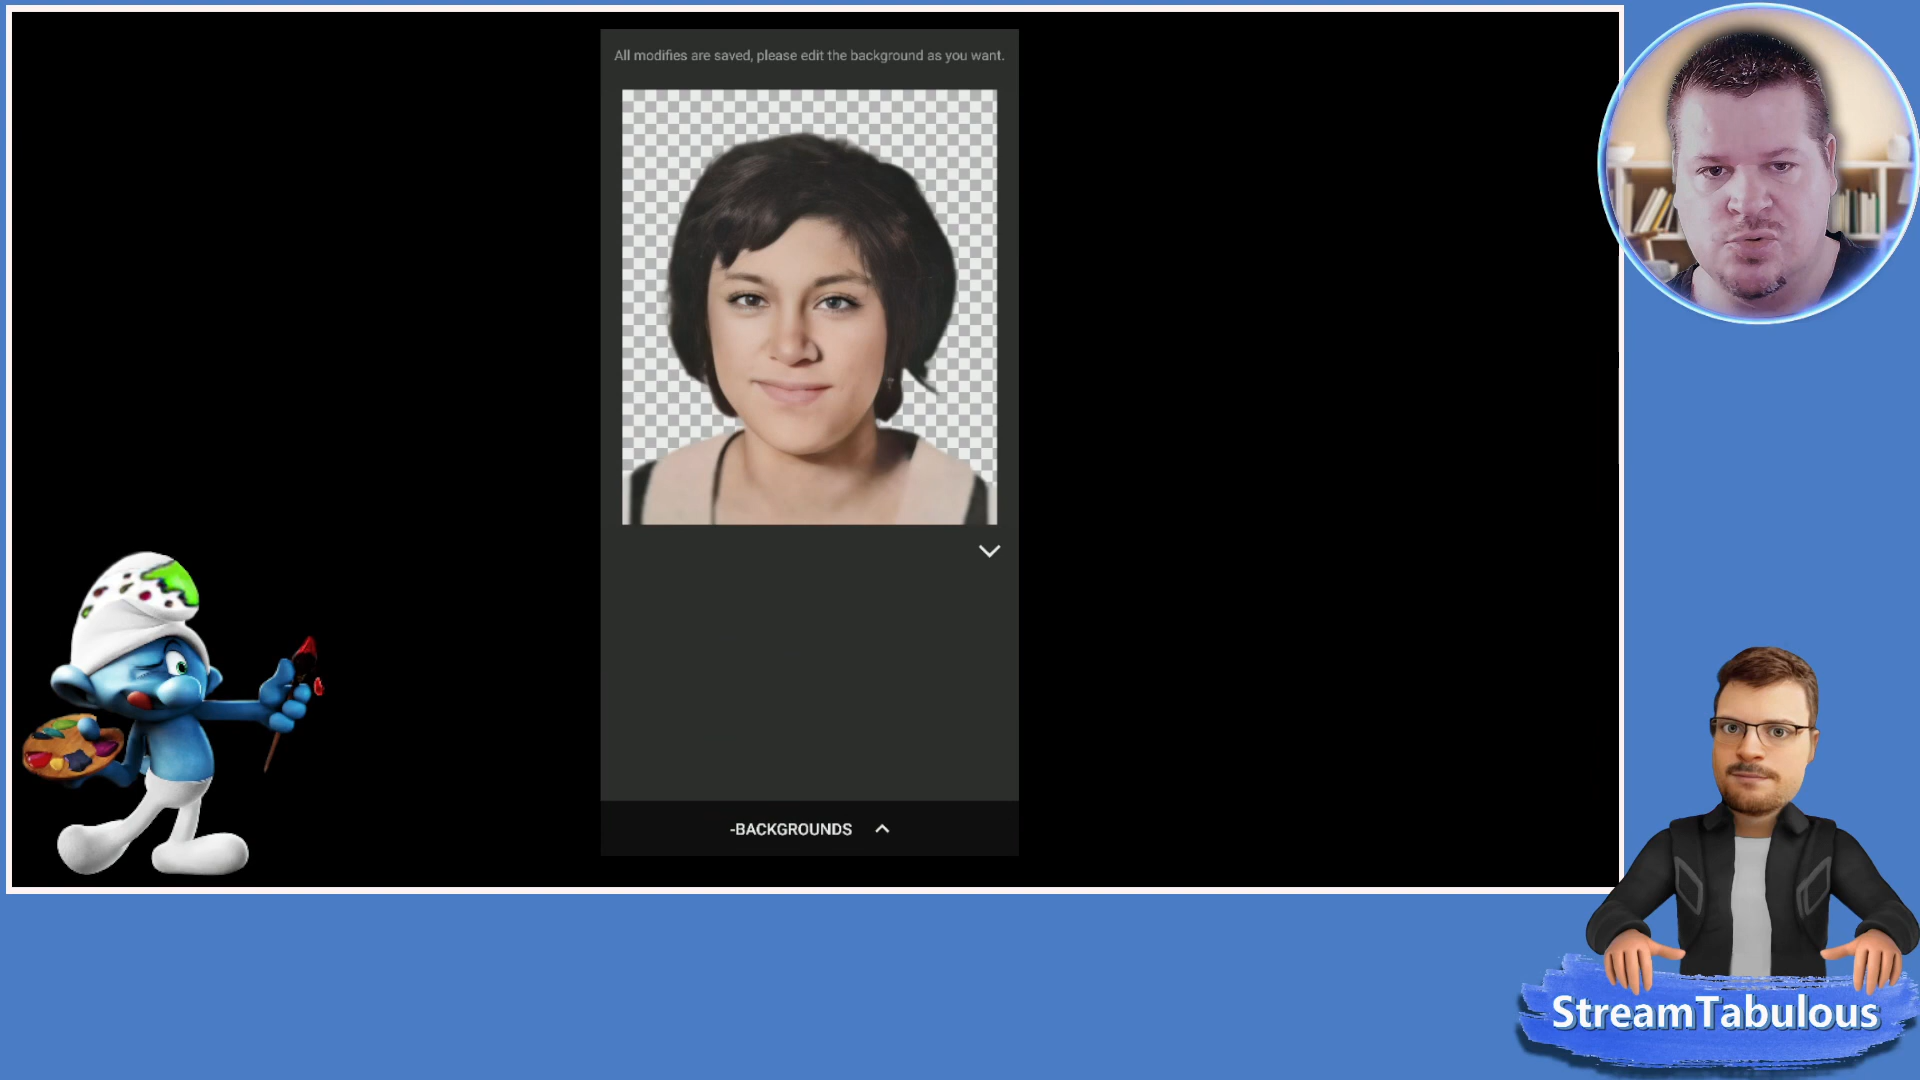 All modifies are saved, please edit the background as you want.
-BACKGROUNDS
StreamTabulous